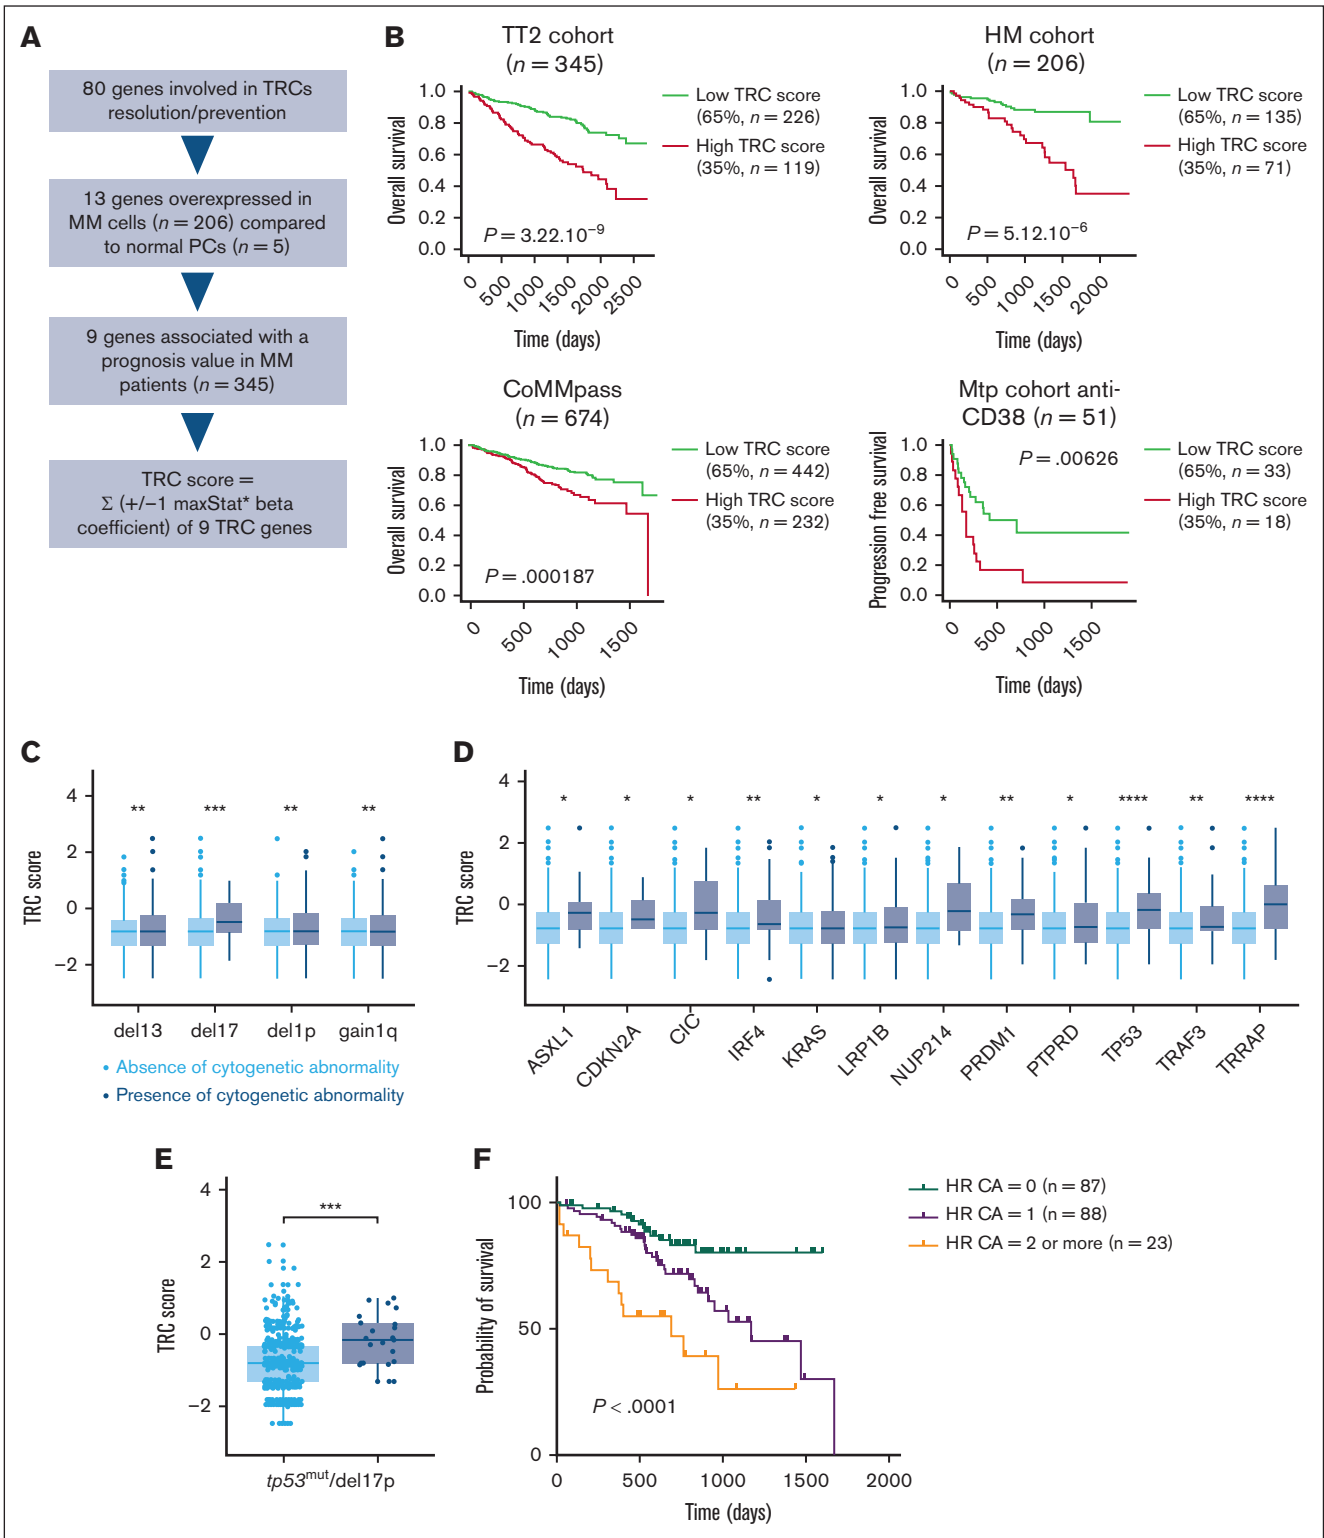 A
80 genes involved in TRCs
resolution/prevention
13 genes overexpressed in
MM cells (n = 206) compared
to normal PCs (n = 5)
9 genes associated with a
prognosis value in MM
patients (n = 345)
TRC score =
Σ (+/−1 maxStat* beta
coefficient) of 9 TRC genes
B
TT2 cohort
(n = 345)
1.0
0.8
0.6
0.4
0.2
0.0
Overall survival
P = 3.22.10−9
0
500
1000
1500
2000
2500
Time (days)
Low TRC score
(65%, n = 226)
High TRC score
(35%, n = 119)
HM cohort
(n = 206)
1.0
0.8
0.6
0.4
0.2
0.0
Overall survival
P = 5.12.10−6
0
500
1000
1500
2000
Time (days)
Low TRC score
(65%, n = 135)
High TRC score
(35%, n = 71)
CoMMpass
(n = 674)
1.0
0.8
0.6
0.4
0.2
0.0
Overall survival
P = .000187
0
500
1000
1500
Time (days)
Low TRC score
(65%, n = 442)
High TRC score
(35%, n = 232)
Mtp cohort anti-
CD38 (n = 51)
1.0
0.8
0.6
0.4
0.2
0.0
Progression free survival
P = .00626
0
500
1000
1500
Time (days)
Low TRC score
(65%, n = 33)
High TRC score
(35%, n = 18)
C
4
2
0
−2
TRC score
** *** ** **
del13 del17 del1p gain1q
• Absence of cytogenetic abnormality
• Presence of cytogenetic abnormality
D
4
2
0
−2
TRC score
* * * ** * * * ** * **** ** ****
ASXL1
CDKN2A
CIC
IRF4
KRAS
LRP1B
NUP214
PRDM1
PTPRD
TP53
TRAF3
TRRAP
E
4
2
0
−2
TRC score
***
tp53mut/del17p
F
100
50
0
Probability of survival
P < .0001
0 500 1000 1500 2000
Time (days)
HR CA = 0 (n = 87)
HR CA = 1 (n = 88)
HR CA = 2 or more (n = 23)